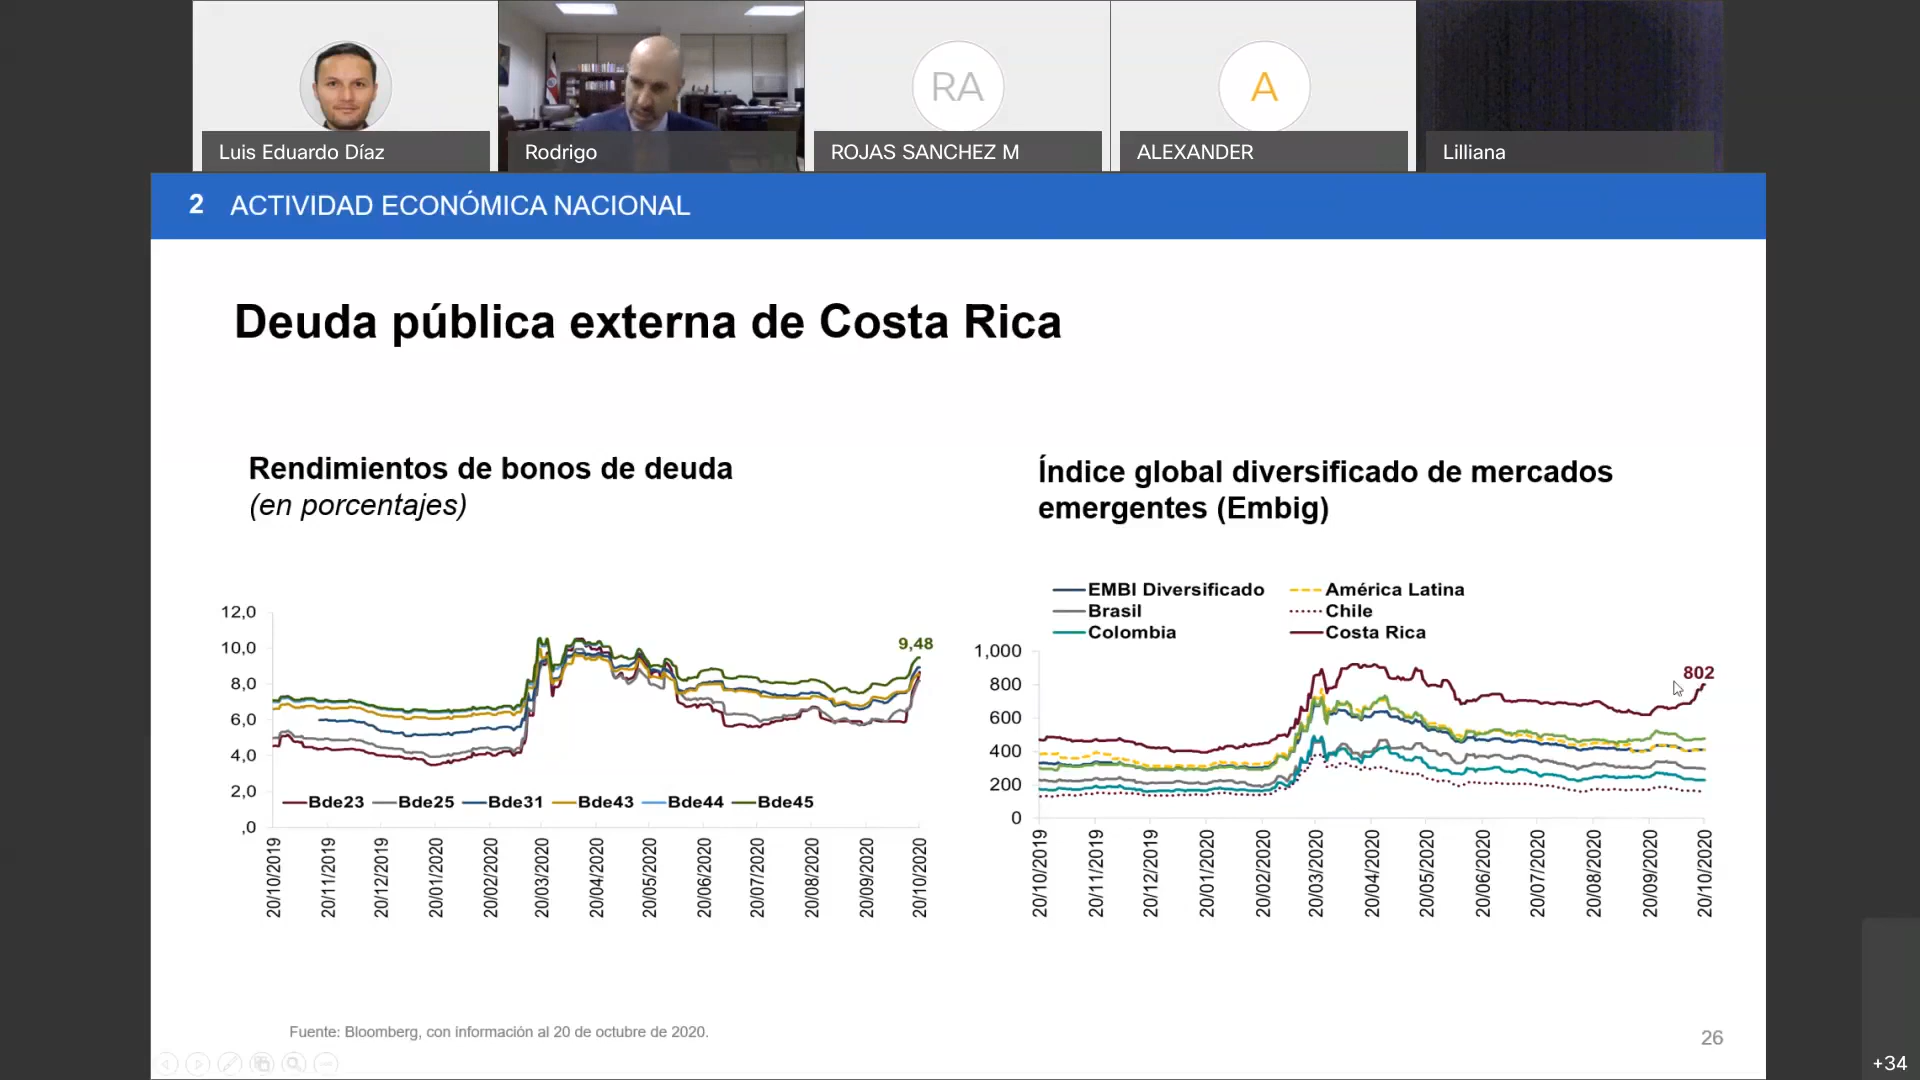 RA
A
Luis Eduardo Díaz
Rodrigo
ROJAS SANCHEZ M
ALEXANDER
Lilliana
2 ACTIVIDAD ECONÓMICA NACIONAL
Deuda pública externa de Costa Rica
Rendimientos de bonos de deuda
(en porcentajes)
12,0
10,0
8,0
6,0
4,0
2,0
,0
9,48
Bde23 Bde25 Bde31 Bde43 Bde44 Bde45
20/10/2019
20/11/2019
20/12/2019
20/01/2020
20/02/2020
20/03/2020
20/04/2020
20/05/2020
20/06/2020
20/07/2020
20/08/2020
20/09/2020
20/10/2020
Índice global diversificado de mercados
emergentes (Embig)
EMBI Diversificado América Latina
Brasil Chile
Colombia Costa Rica
1,000
800
600
400
200
0
802
20/10/2019
20/11/2019
20/12/2019
20/01/2020
20/02/2020
20/03/2020
20/04/2020
20/05/2020
20/06/2020
20/07/2020
20/08/2020
20/09/2020
20/10/2020
Fuente: Bloomberg, con información al 20 de octubre de 2020.
26
+34